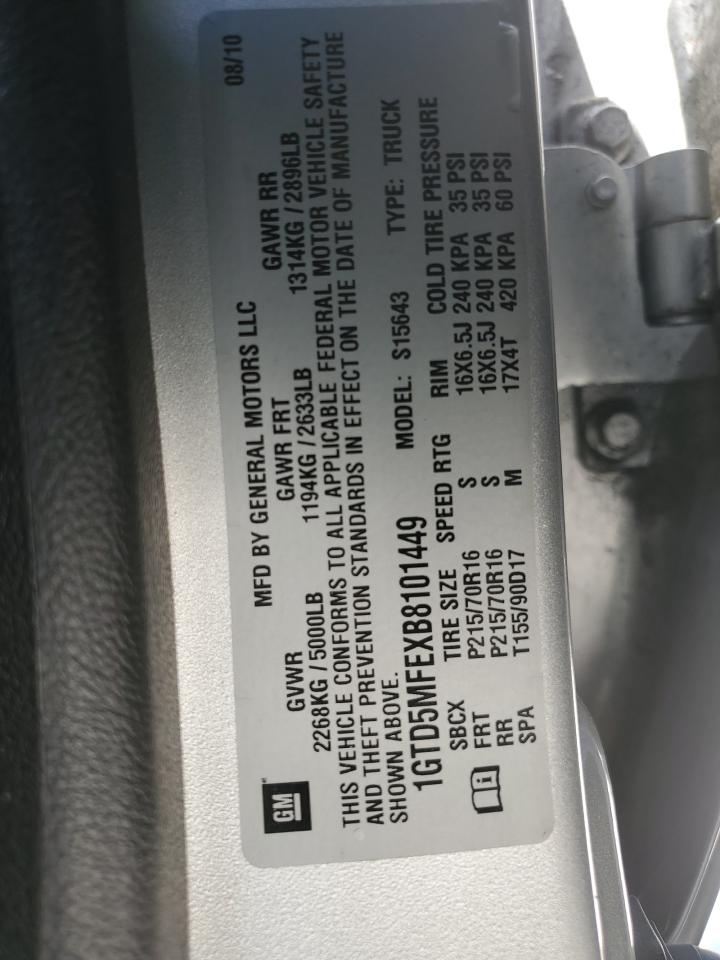 GM
MFD BY GENERAL MOTORS LLC 08/10
GVWR GAWR FRT GAWR RR
2268KG / 5000LB 1194KG / 2633LB 1314KG / 2896LB
THIS VEHICLE CONFORMS TO ALL APPLICABLE FEDERAL MOTOR VEHICLE SAFETY
AND THEFT PREVENTION STANDARDS IN EFFECT ON THE DATE OF MANUFACTURE
SHOWN ABOVE.
1GTD5MFEXB8101449 MODEL: S15643 TYPE: TRUCK
SBCX TIRE SIZE SPEED RTG RIM COLD TIRE PRESSURE
FRT P215/70R16 S 16X6.5J 240 KPA 35 PSI
RR P215/70R16 S 16X6.5J 240 KPA 35 PSI
SPA T155/90D17 M 17X4T 420 KPA 60 PSI